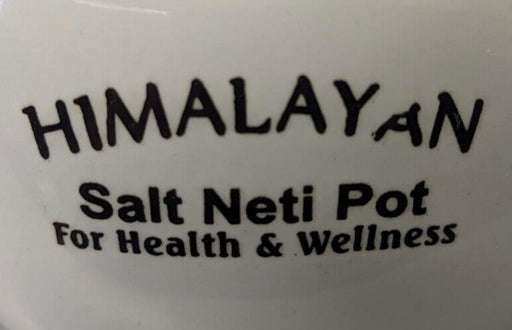 HIMALAYAN
Salt Neti Pot
For Health & Wellness